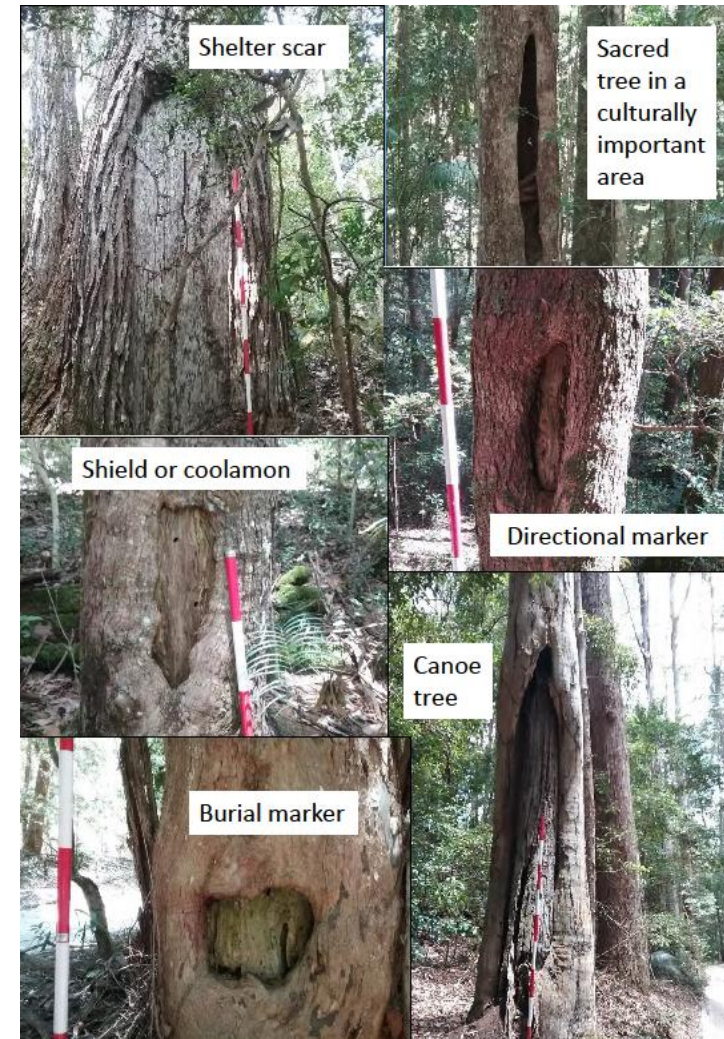 Shelter scar
Sacred
tree in a
culturally
important
area
Shield or coolamon
Directional marker
Canoe
tree
Burial marker